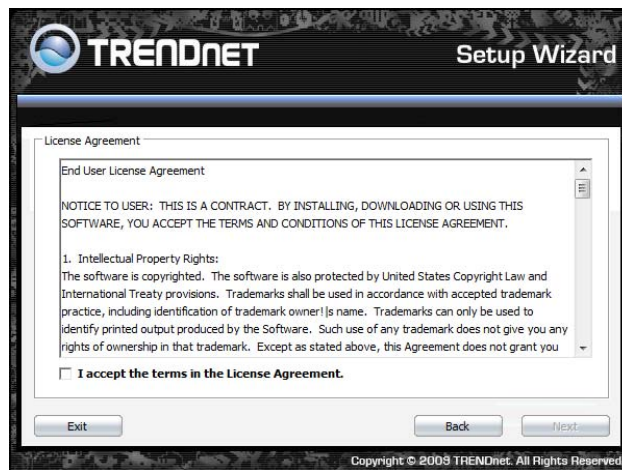 TRENDNET
Setup Wizard
License Agreement
End User License Agreement
NOTICE TO USER: THIS IS A CONTRACT. BY INSTALLING, DOWNLOADING OR USING THIS
SOFTWARE, YOU ACCEPT THE TERMS AND CONDITIONS OF THIS LICENSE AGREEMENT.
1. Intellectual Property Rights:
The software is copyrighted. The software is also protected by United States Copyright Law and
International Treaty provisions. Trademarks shall be used in accordance with accepted trademark
practice, including identification of trademark owner!|s name. Trademarks can only be used to
identify printed output produced by the Software. Such use of any trademark does not give you any
rights of ownership in that trademark. Except as stated above, this Agreement does not grant you
I accept the terms in the License Agreement.
Exit
Back
Next
Copyright © 2009 TRENDnet. All Rights Reserved